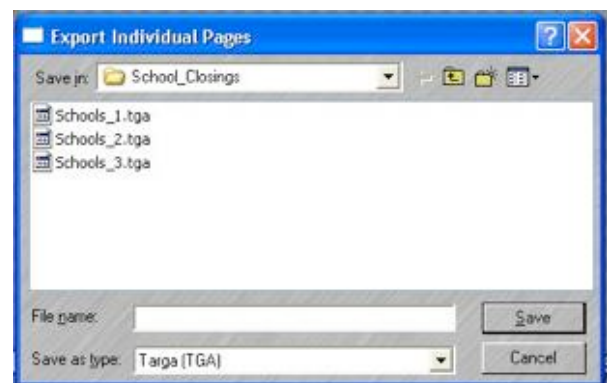 Export Individual Pages
Save in: School_Closings
Schools_1.tga
Schools_2.tga
Schools_3.tga
File name: Save
Save as type: Targa (TGA) Cancel